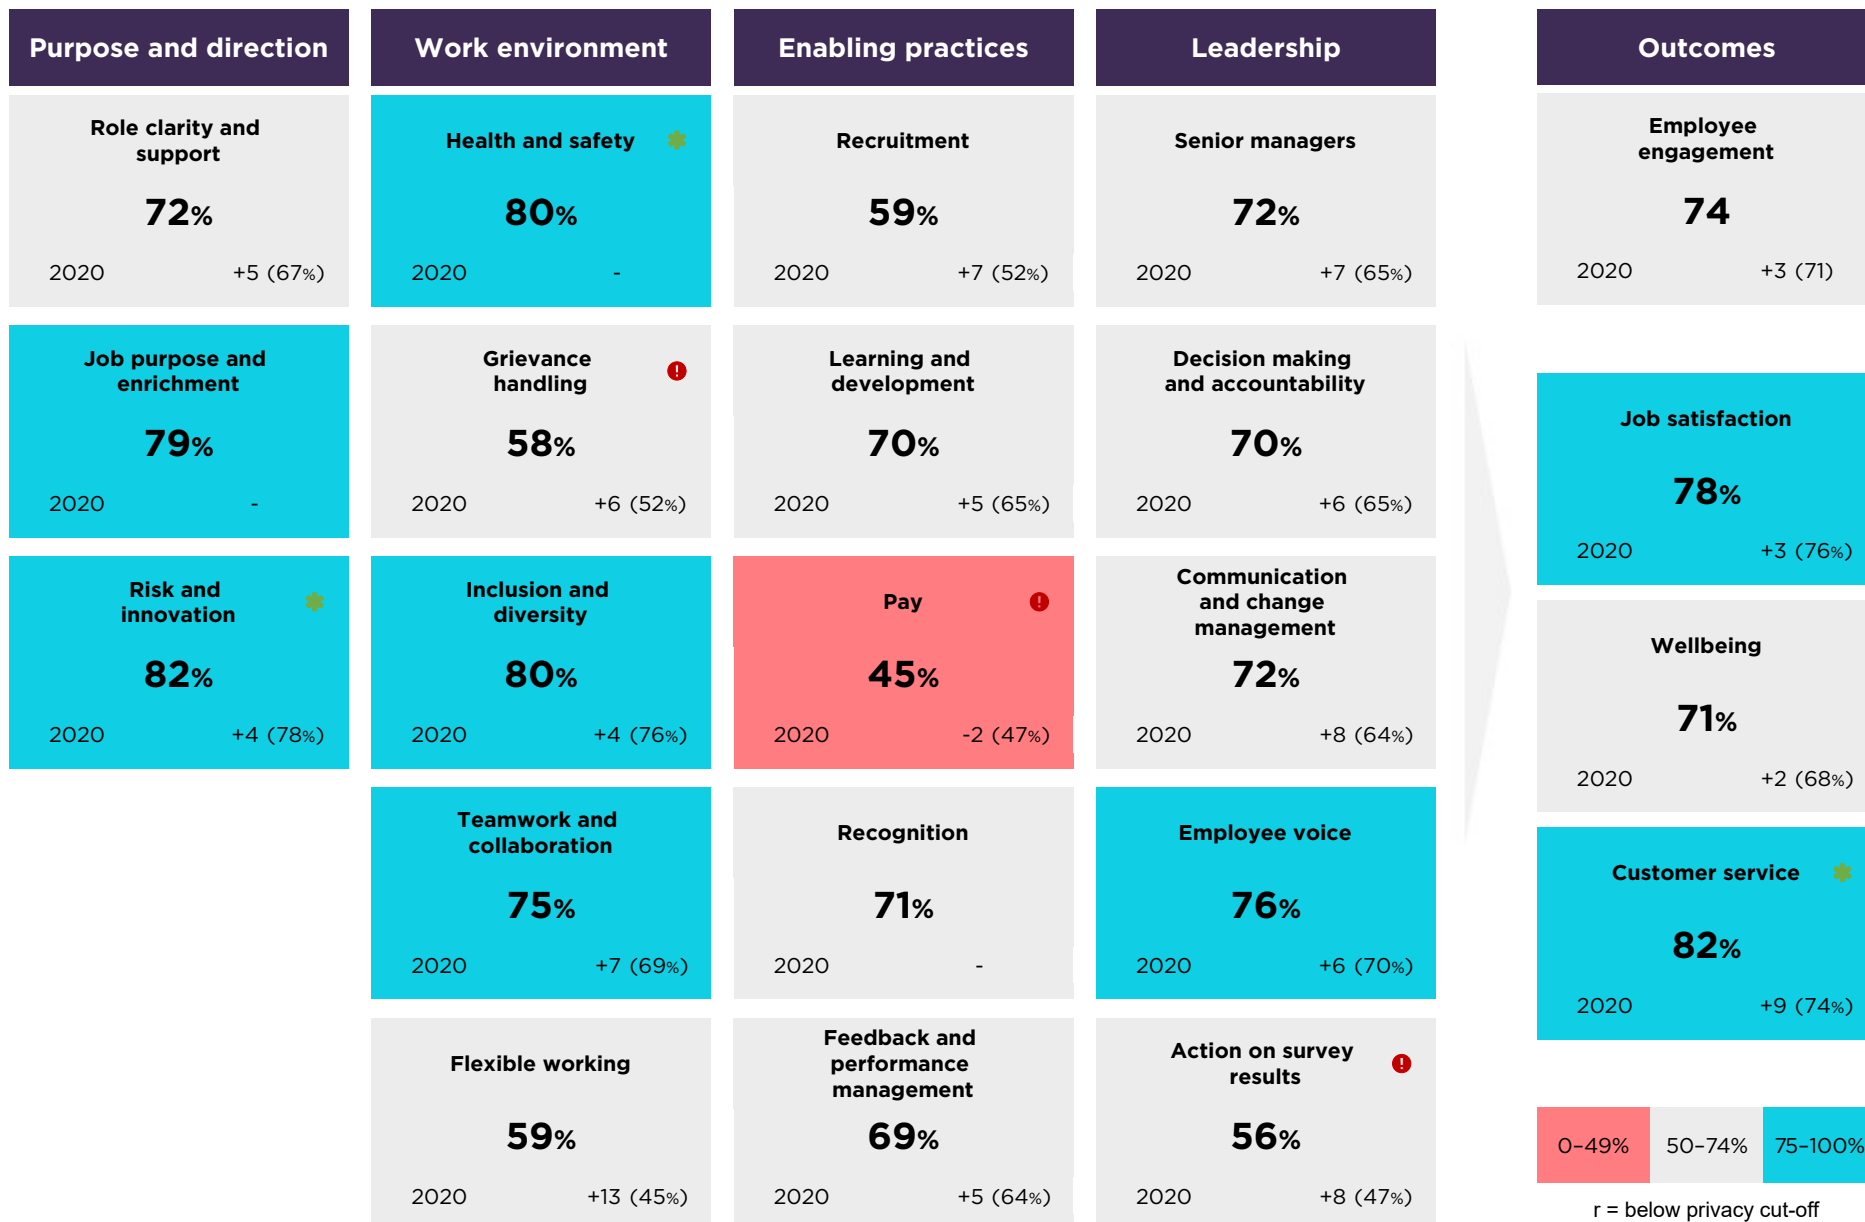 Purpose and direction
Role clarity and
support
72%
2020 +5 (67%)
Job purpose and
enrichment
79%
2020 -
Risk and
innovation
82%
2020 +4 (78%)
Work environment
Health and safety
80%
2020 -
Grievance
handling
58%
2020 +6 (52%)
Inclusion and
diversity
80%
2020 +4 (76%)
Teamwork and
collaboration
75%
2020 +7 (69%)
Flexible working
59%
2020 +13 (45%)
Enabling practices
Recruitment
59%
2020 +7 (52%)
Learning and
development
70%
2020 +5 (65%)
Pay
45%
2020 -2 (47%)
Recognition
71%
2020 -
Feedback and
performance
management
69%
2020 +5 (64%)
Leadership
Senior managers
72%
2020 +7 (65%)
Decision making
and accountability
70%
2020 +6 (65%)
Communication
and change
management
72%
2020 +8 (64%)
Employee voice
76%
2020 +6 (70%)
Action on survey
results
56%
2020 +8 (47%)
Outcomes
Employee
engagement
74
2020 +3 (71)
Job satisfaction
78%
2020 +3 (76%)
Wellbeing
71%
2020 +2 (68%)
Customer service
82%
2020 +9 (74%)
0–49% 50–74% 75–100%
r = below privacy cut-off